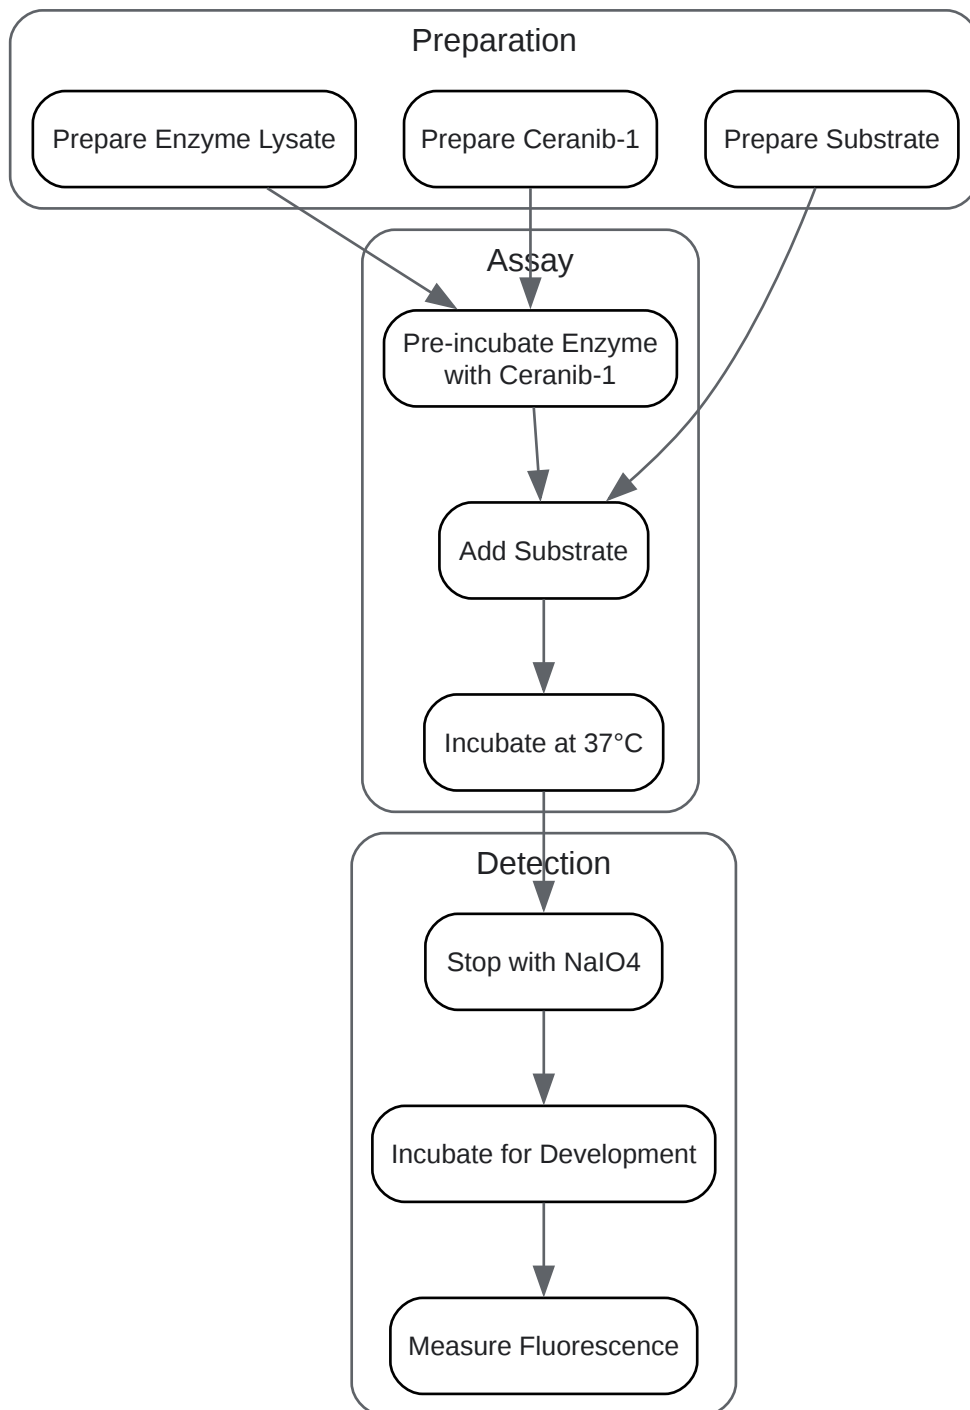 Preparation
Prepare Enzyme Lysate
Prepare Ceranib-1
Prepare Substrate
Assay
Pre-incubate Enzyme
with Ceranib-1
Add Substrate
Incubate at 37°C
Detection
Stop with NaIO4
Incubate for Development
Measure Fluorescence